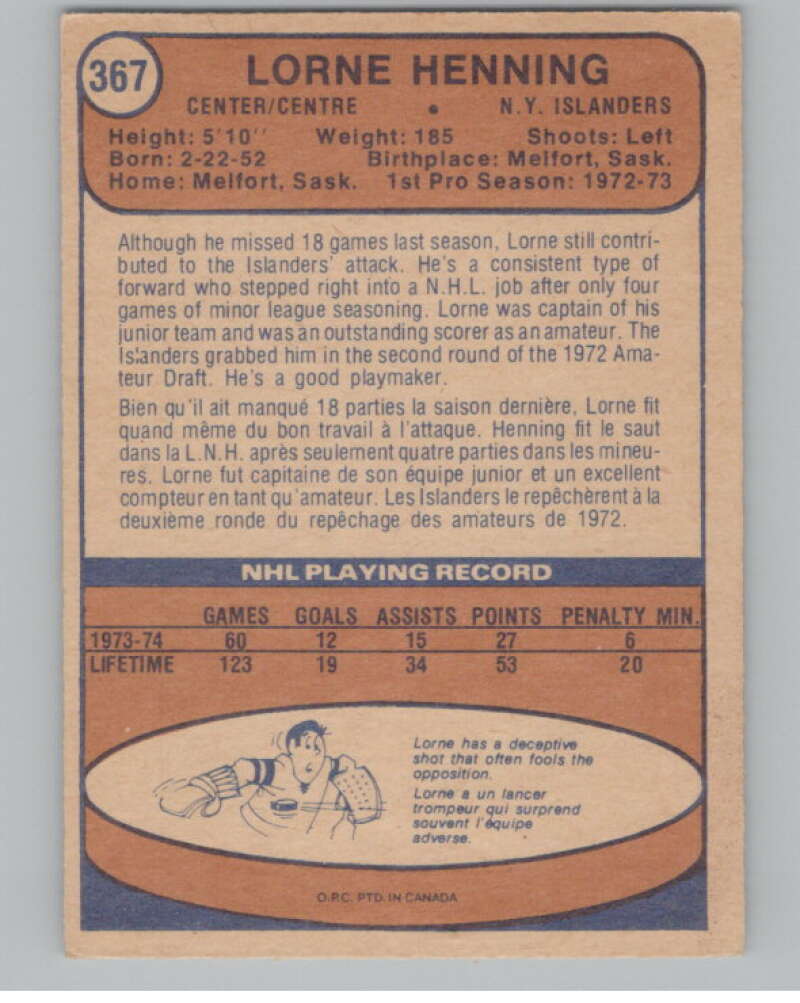 367
LORNE HENNING
CENTER/CENTRE • N.Y. ISLANDERS
Height: 5'10'' Weight: 185 Shoots: Left
Born: 2-22-52 Birthplace: Melfort, Sask.
Home: Melfort, Sask. 1st Pro Season: 1972-73
Although he missed 18 games last season, Lorne still contri-
buted to the Islanders' attack. He's a consistent type of
forward who stepped right into a N.H.L. job after only four
games of minor league seasoning. Lorne was captain of his
junior team and was an outstanding scorer as an amateur. The
Islanders grabbed him in the second round of the 1972 Ama-
teur Draft. He's a good playmaker.
Bien qu'il ait manqué 18 parties la saison dernière, Lorne fit
quand même du bon travail à l'attaque. Henning fit le saut
dans la L.N.H. après seulement quatre parties dans les mineu-
res. Lorne fut capitaine de son équipe junior et un excellent
compteur en tant qu'amateur. Les Islanders le repêchèrent à la
deuxième ronde du repêchage des amateurs de 1972.
NHL PLAYING RECORD
GAMES GOALS ASSISTS POINTS PENALTY MIN.
1973-74 60 12 15 27 6
LIFETIME 123 19 34 53 20
Lorne has a deceptive
shot that often fools the
opposition.
Lorne a un lancer
trompeur qui surprend
souvent l'équipe
adverse.
O.P.C. PTD. IN CANADA